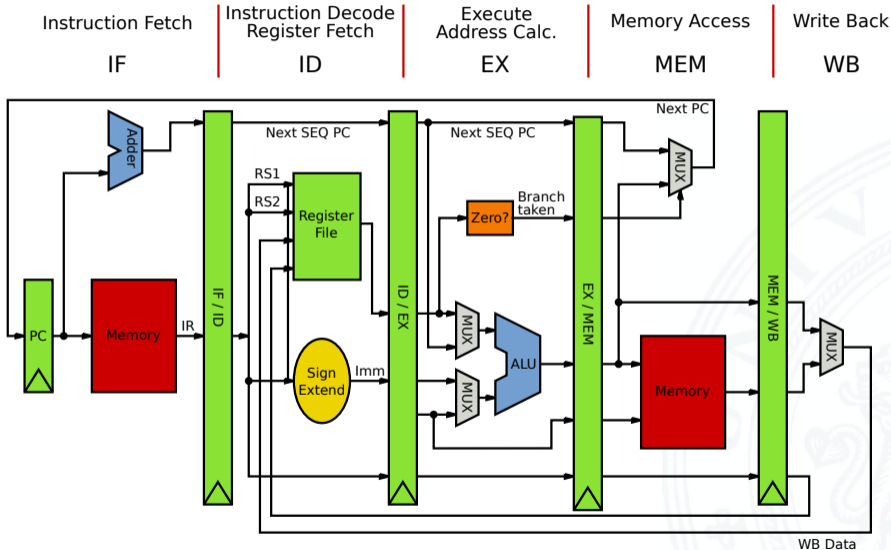 Instruction Fetch
Instruction Decode
Register Fetch
Execute
Address Calc.
Memory Access
Write Back
IF
ID
EX
MEM
WB
Next PC
Adder
Next SEQ PC
Next SEQ PC
MUX
RS1
RS2
Register
File
Branch
taken
Zero?
IF / ID
ID / EX
EX / MEM
MEM / WB
PC
Memory
IR
MUX
MUX
ALU
Sign
Extend
Imm
Memory
MUX
WB Data